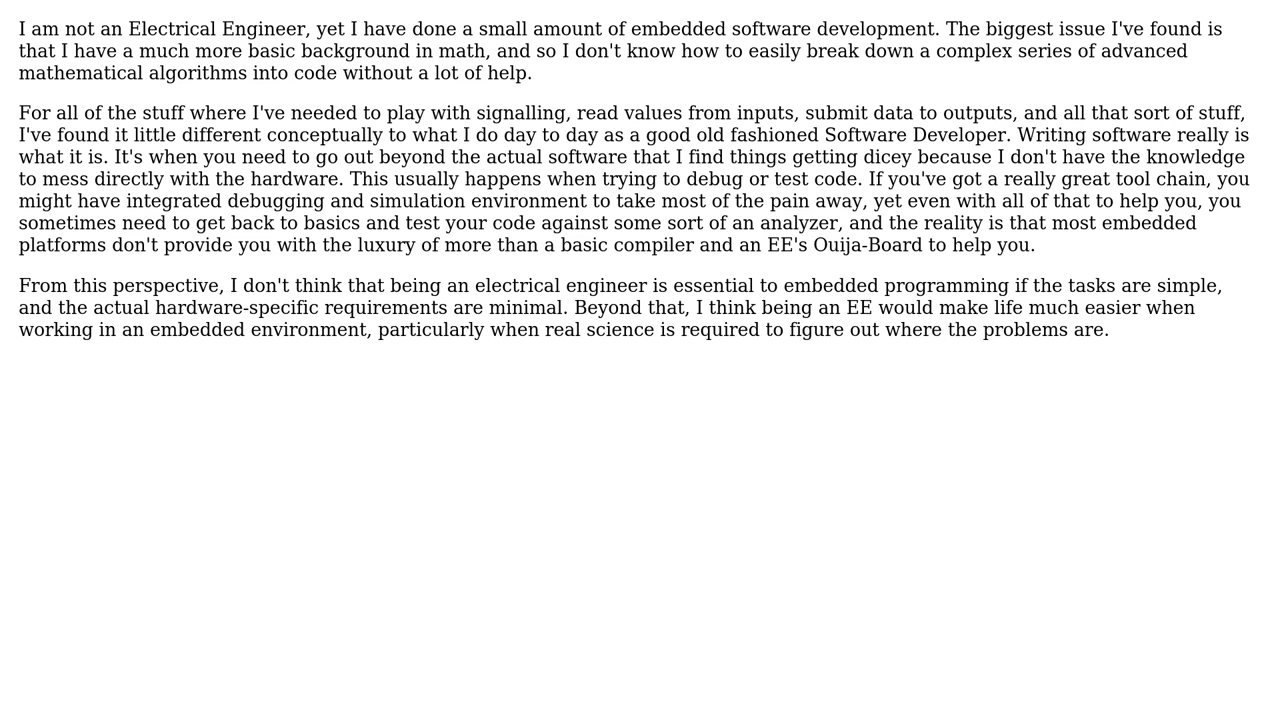 I am not an Electrical Engineer, yet I have done a small amount of embedded software development. The biggest issue I've found is
that I have a much more basic background in math, and so I don't know how to easily break down a complex series of advanced
mathematical algorithms into code without a lot of help.
For all of the stuff where I've needed to play with signalling, read values from inputs, submit data to outputs, and all that sort of stuff,
I've found it little different conceptually to what I do day to day as a good old fashioned Software Developer. Writing software really is
what it is. It's when you need to go out beyond the actual software that I find things getting dicey because I don't have the knowledge
to mess directly with the hardware. This usually happens when trying to debug or test code. If you've got a really great tool chain, you
might have integrated debugging and simulation environment to take most of the pain away, yet even with all of that to help you, you
sometimes need to get back to basics and test your code against some sort of an analyzer, and the reality is that most embedded
platforms don't provide you with the luxury of more than a basic compiler and an EE's Ouija-Board to help you.
From this perspective, I don't think that being an electrical engineer is essential to embedded programming if the tasks are simple,
and the actual hardware-specific requirements are minimal. Beyond that, I think being an EE would make life much easier when
working in an embedded environment, particularly when real science is required to figure out where the problems are.